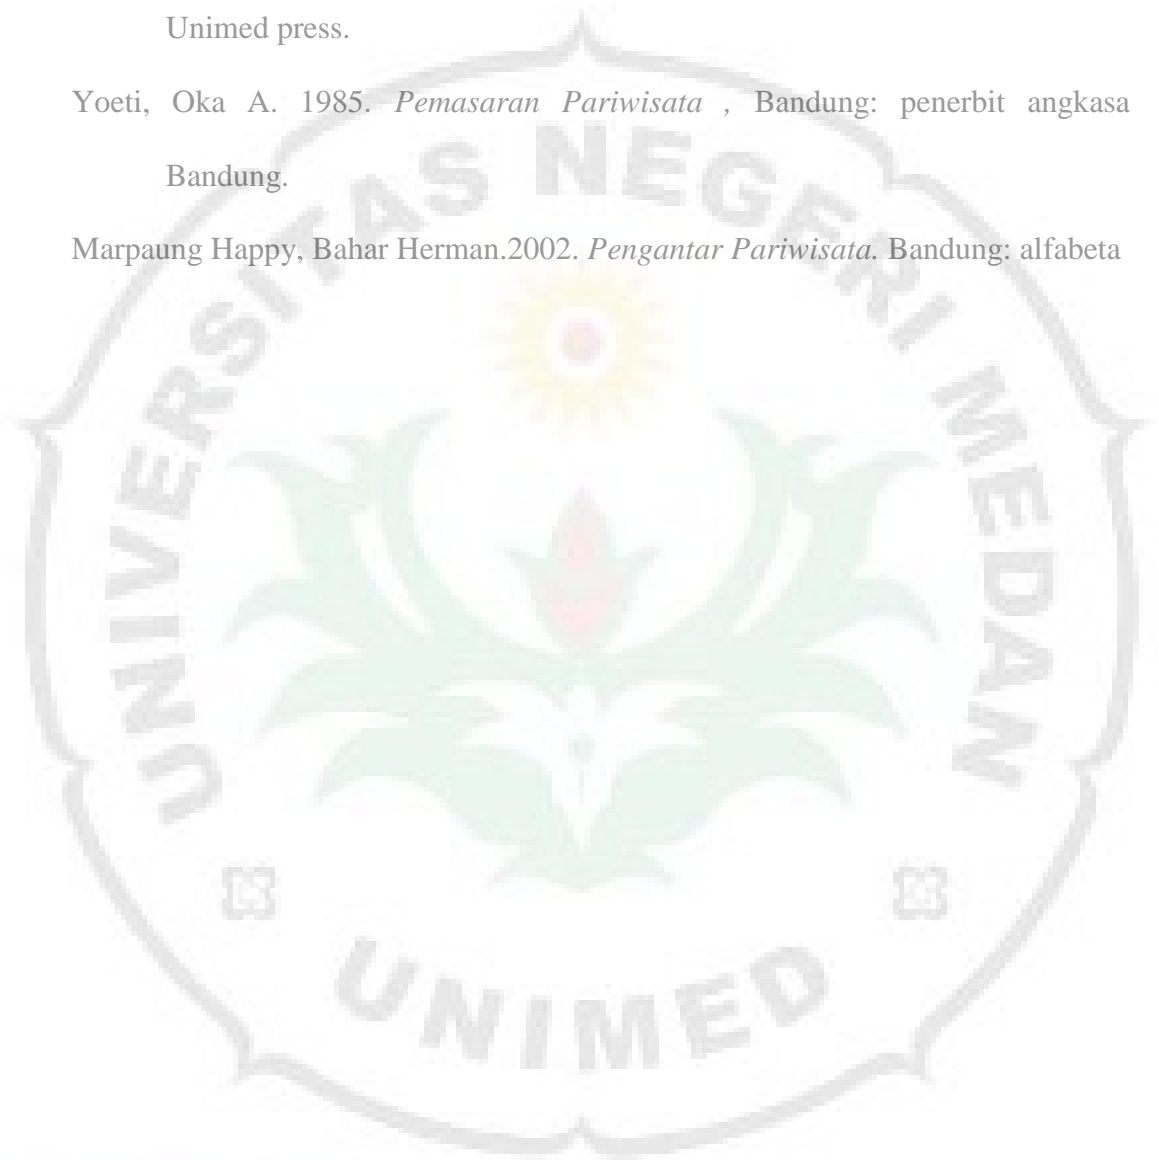 Unimed press.
Yoeti, Oka A. 1985. Pemasaran Pariwisata , Bandung: penerbit angkasa
Bandung.
Marpaung Happy, Bahar Herman.2002. Pengantar Pariwisata. Bandung: alfabeta
UNIVERSITAS NEGERI MEDAN
UNIMED